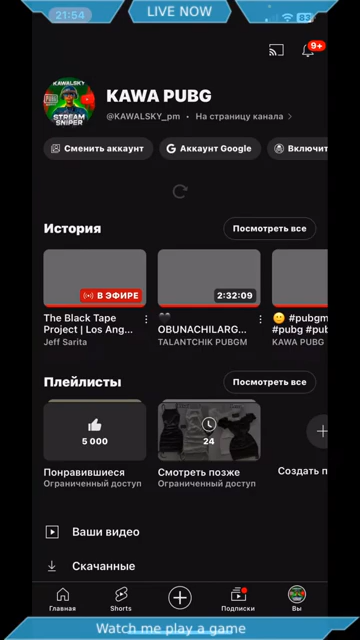 LIVE NOW
21:54
83
9+
KAWALSKY
PUBG
STREAM
SNIPER
KAWA PUBG
@KAWALSKY_pm • На страницу канала
Сменить аккаунт
G Аккаунт Google
Включит
История
Посмотреть все
В ЭФИРЕ
2:32:09
The Black Tape
Project | Los Ang...
Jeff Sarita
🖤
OBUNACHILARG...
TALANTCHIK PUBGM
😊 #pubgm
#pubg #pub
KAWA PUBG
Плейлисты
Посмотреть все
5 000
24
Понравившиеся
Ограниченный доступ
Смотреть позже
Ограниченный доступ
Создать п
Ваши видео
Скачанные
Главная
Shorts
Подписки
Вы
Watch me play a game